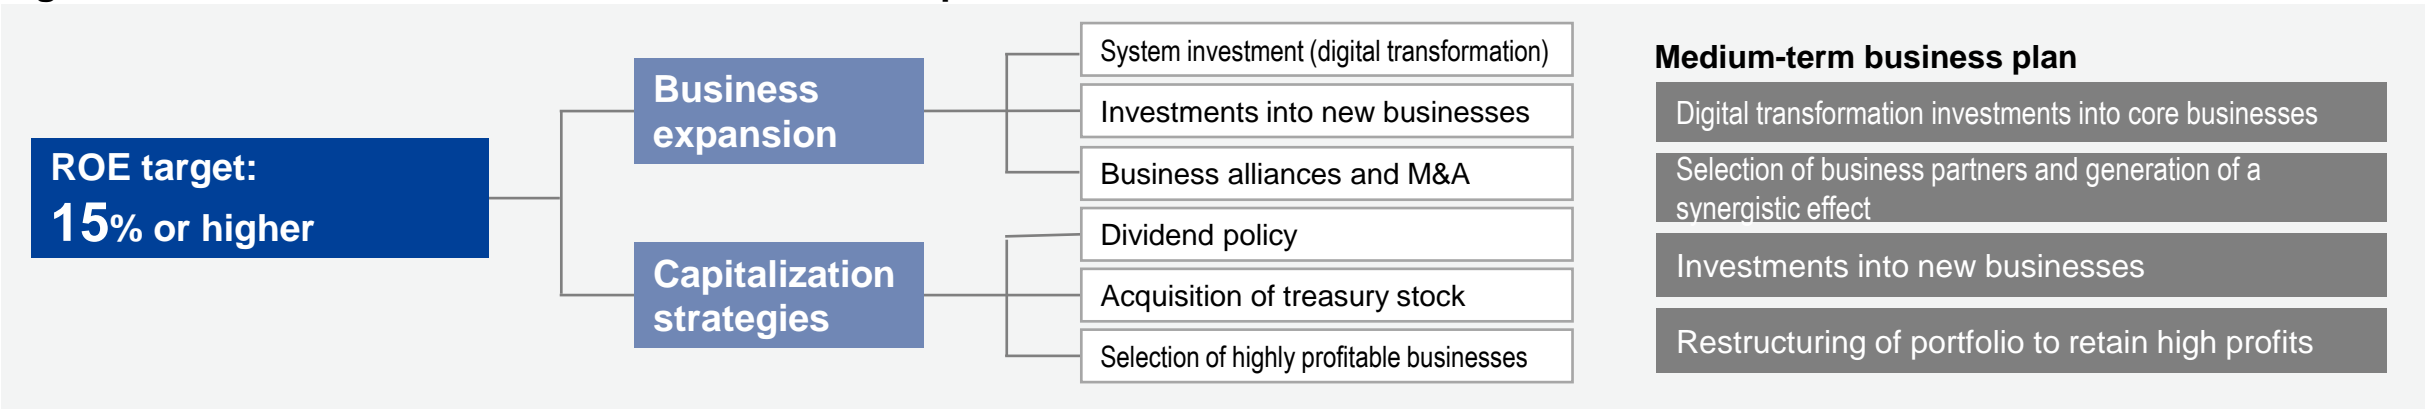 ROE target:
15% or higher
Business
expansion
Capitalization
strategies
System investment (digital transformation)
Investments into new businesses
Business alliances and M&A
Dividend policy
Acquisition of treasury stock
Selection of highly profitable businesses
Medium-term business plan
Digital transformation investments into core businesses
Selection of business partners and generation of a
synergistic effect
Investments into new businesses
Restructuring of portfolio to retain high profits